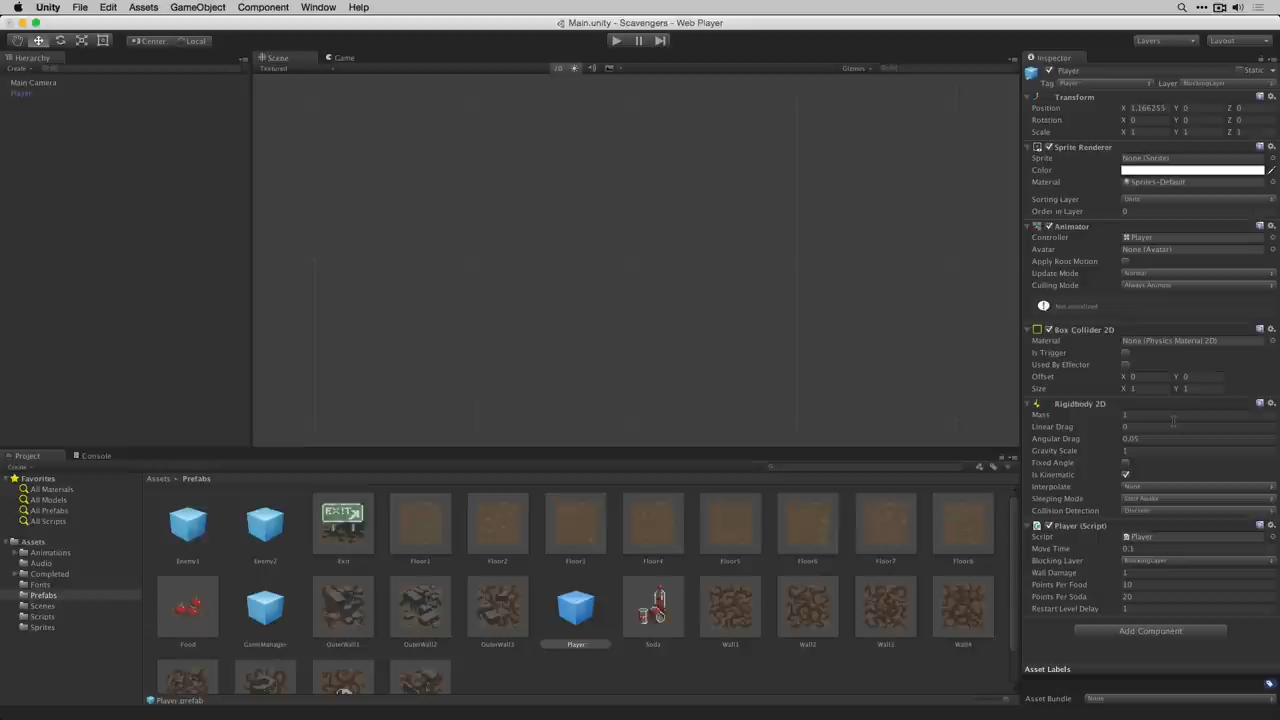 Unity File Edit Assets GameObject Component Window Help
Main.unity - Scavengers - Web Player
Center Local
Layers Layout
Hierarchy
Create
Main Camera
Player
Scene Game
Textured 2D Gizmos
Inspector
Player Static
Tag Player Layer BlockingLayer
Transform
Position X 1.166255 Y 0 Z 0
Rotation X 0 Y 0 Z 0
Scale X 1 Y 1 Z 1
Sprite Renderer
Sprite None (Sprite)
Color
Material Sprites-Default
Sorting Layer Units
Order in Layer 0
Animator
Controller Player
Avatar None (Avatar)
Apply Root Motion
Update Mode Normal
Culling Mode Always Animate
Not initialized
Box Collider 2D
Material None (Physics Material 2D)
Is Trigger
Used By Effector
Offset X 0 Y 0
Size X 1 Y 1
Rigidbody 2D
Mass 1
Linear Drag 0
Angular Drag 0.05
Gravity Scale 1
Fixed Angle
Is Kinematic
Interpolate None
Sleeping Mode Start Awake
Collision Detection Discrete
Player (Script)
Script Player
Move Time 0.1
Blocking Layer BlockingLayer
Wall Damage 1
Points Per Food 10
Points Per Soda 20
Restart Level Delay 1
Add Component
Asset Labels
Asset Bundle None
Project Console
Create
Favorites
All Materials
All Models
All Prefabs
All Scripts
Assets
Animations
Audio
Completed
Fonts
Prefabs
Scenes
Scripts
Sprites
Assets Prefabs
EXIT
Enemy1 Enemy2 Exit Floor1 Floor2 Floor3 Floor4 Floor5 Floor6 Floor7 Floor8
Food GameManager OuterWall1 OuterWall2 OuterWall3 Player Soda Wall1 Wall2 Wall3 Wall4
Player.prefab